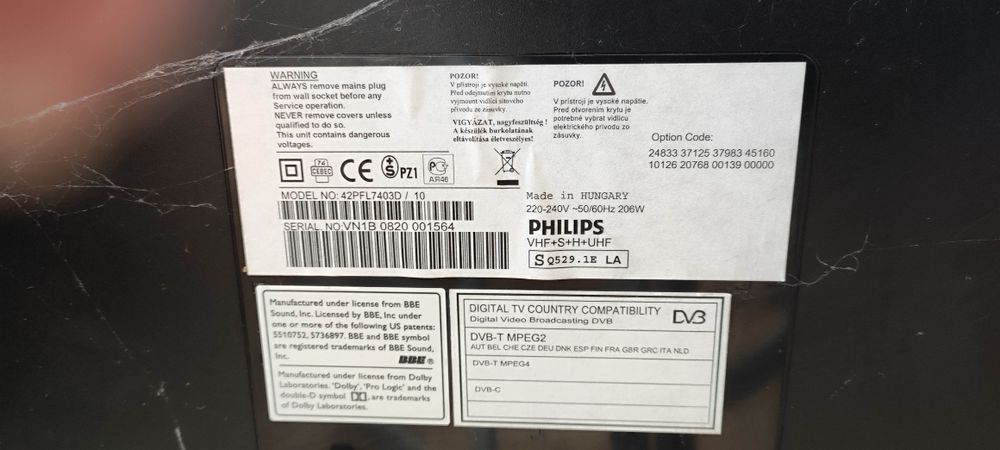 WARNING
ALWAYS remove mains plug
from wall socket before any
Service operation.
NEVER remove covers unless
qualified to do so.
This unit contains dangerous
voltages.
POZOR!
V přístroji je vysoké napětí.
Před odejmutím krytu nutno
vyjmout vidlici síťového
přívodu ze zásuvky.
VIGYÁZAT, nagyfeszültség !
A készülék burkolatának
eltávolítása életveszélyes!
POZOR!
V prístroji je vysoké napätie.
Pred otvorením krytu je
potrebné vybrať vidlicu
elektrického prívodu zo
zásuvky.
Option Code:
24833 37125 37983 45160
10126 20768 00139 00000
74
CEBEC
CE
S
PZ1
АЯ46
MODEL NO: 42PFL7403D / 10
SERIAL. NO:VN1B 0820 001564
Made in HUNGARY
220-240V ~50/60Hz 206W
PHILIPS
VHF+S+H+UHF
S Q529.1E LA
Manufactured under license from BBE
Sound, Inc. Licensed by BBE, Inc under
one or more of the following US patents:
5510752, 5736897. BBE and BBE symbol
are registered trademarks of BBE Sound,
Inc.
BBE ®
Manufactured under license from Dolby
Laboratories. 'Dolby', 'Pro Logic' and the
double-D symbol , are trademarks
of Dolby Laboratories.
DIGITAL TV COUNTRY COMPATIBILITY
Digital Video Broadcasting DVB
DVB
DVB-T MPEG2
AUT BEL CHE CZE DEU DNK ESP FIN FRA GBR GRC ITA NLD
DVB-T MPEG4
DVB-C